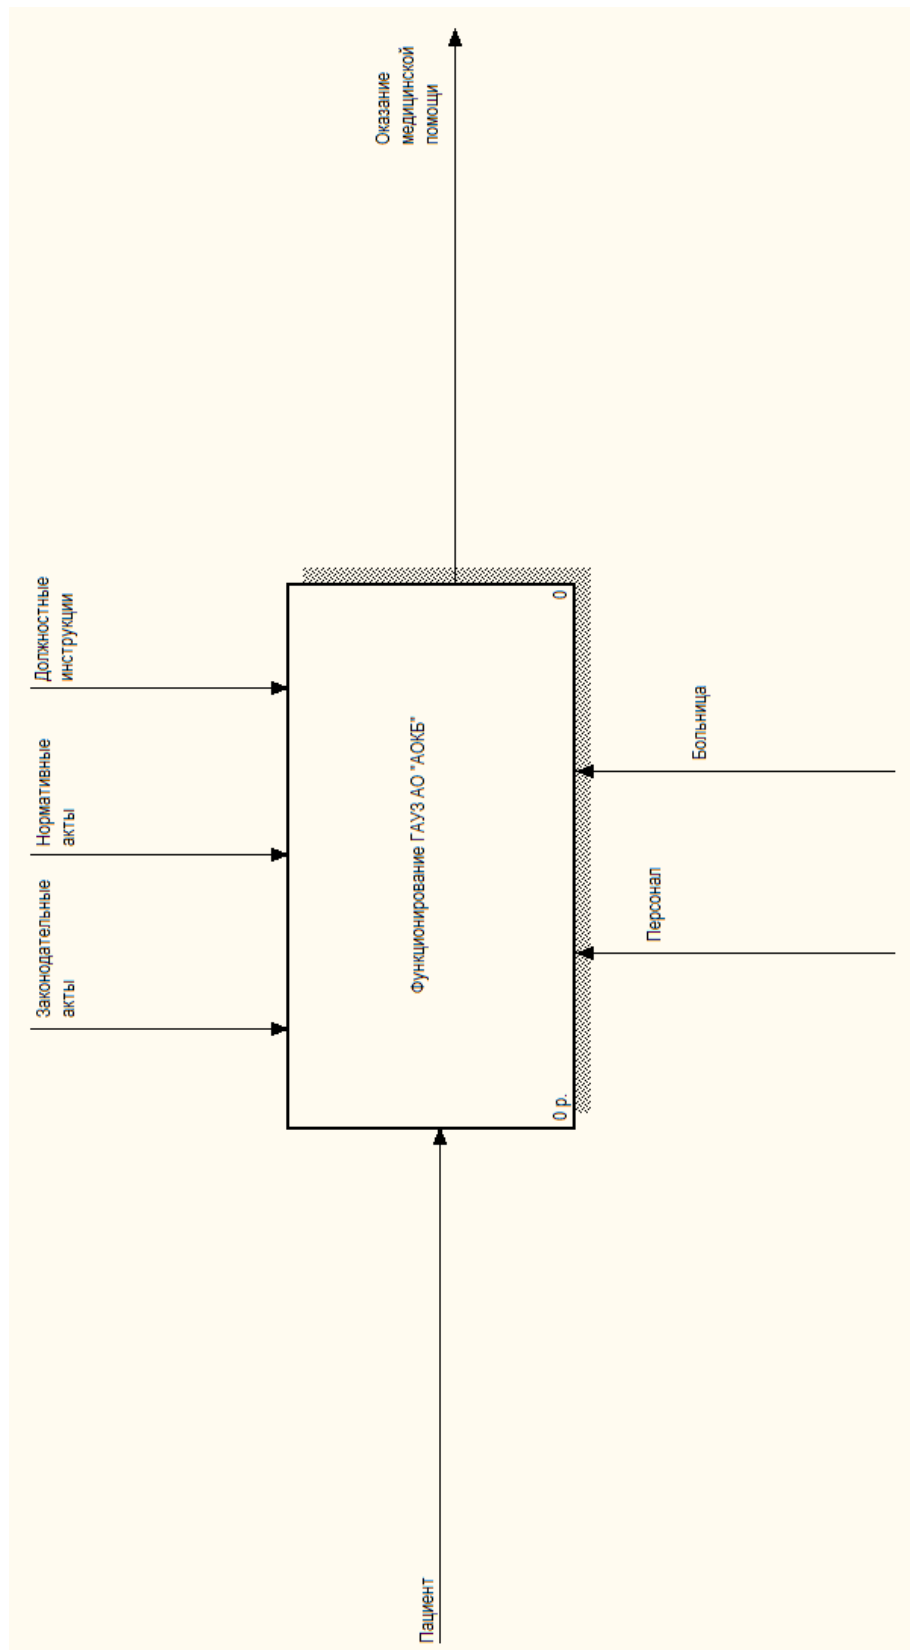 Законодательные
акты
Нормативные
акты
Должностные
инструкции
Пациент
Функционирование ГАУЗ АО "АОКБ"
0 р.
0
Оказание
медицинской
помощи
Персонал
Больница